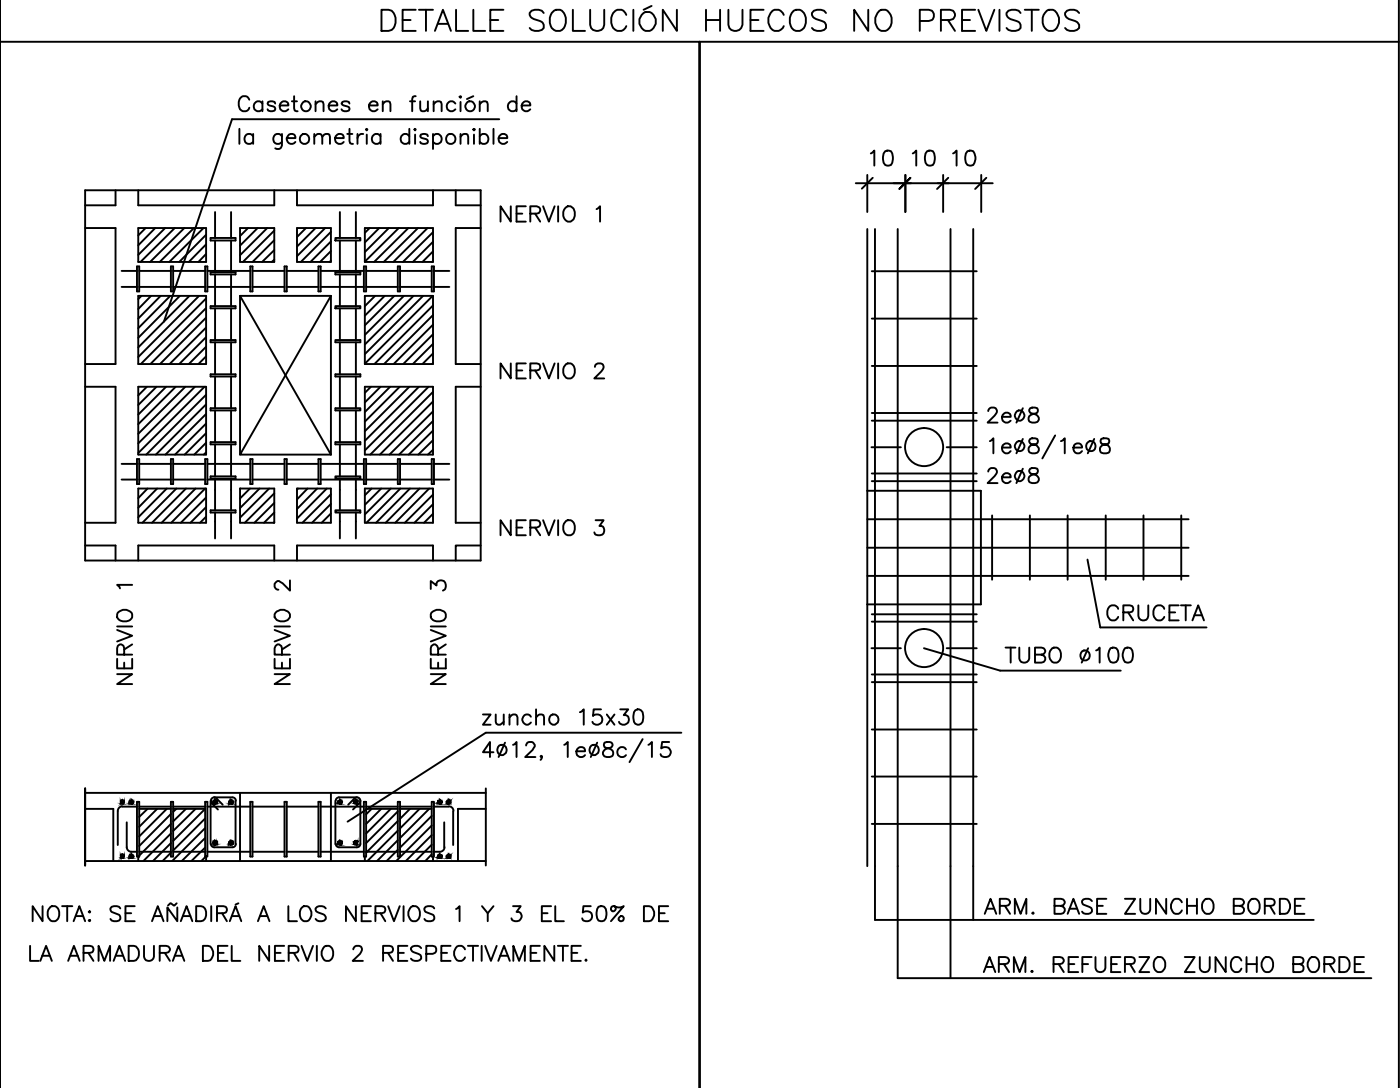 DETALLE SOLUCIÓN HUECOS NO PREVISTOS
Casetones en función de
la geometria disponible
NERVIO 1
NERVIO 2
NERVIO 3
NERVIO 1
NERVIO 2
NERVIO 3
zuncho 15x30
4ø12, 1eø8c/15
NOTA: SE AÑADIRÁ A LOS NERVIOS 1 Y 3 EL 50% DE
LA ARMADURA DEL NERVIO 2 RESPECTIVAMENTE.
10 10 10
2eø8
1eø8/1eø8
2eø8
CRUCETA
TUBO ø100
ARM. BASE ZUNCHO BORDE
ARM. REFUERZO ZUNCHO BORDE